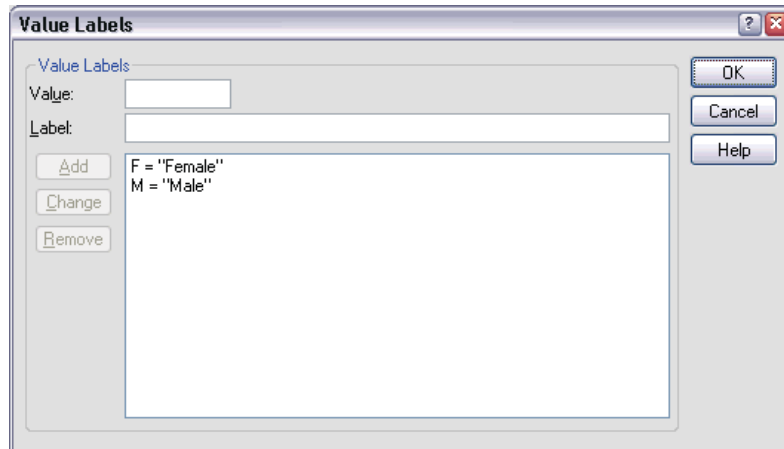 Value Labels
Value Labels
OK
Value:
Cancel
Label:
Help
Add
F = "Female"
M = "Male"
Change
Remove